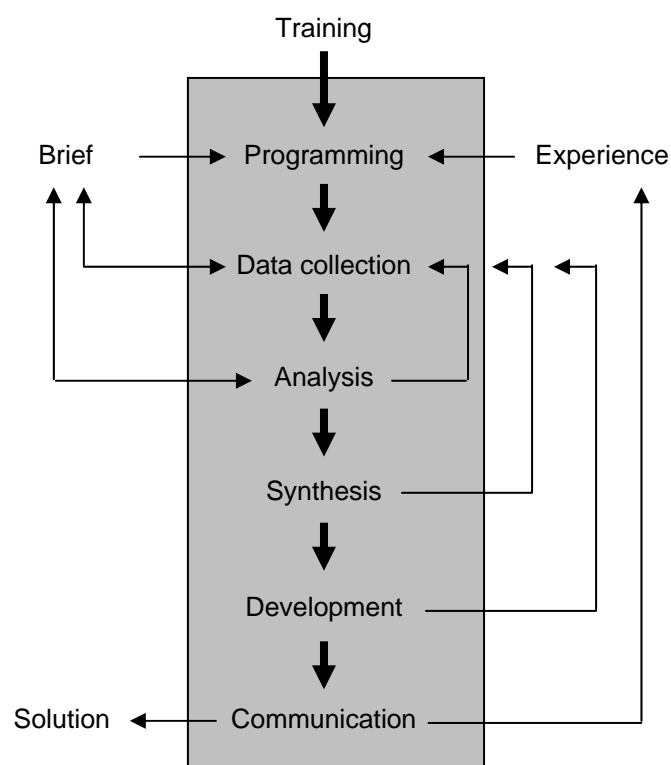 Training
Brief
Programming
Experience
Data collection
Analysis
Synthesis
Development
Solution
Communication